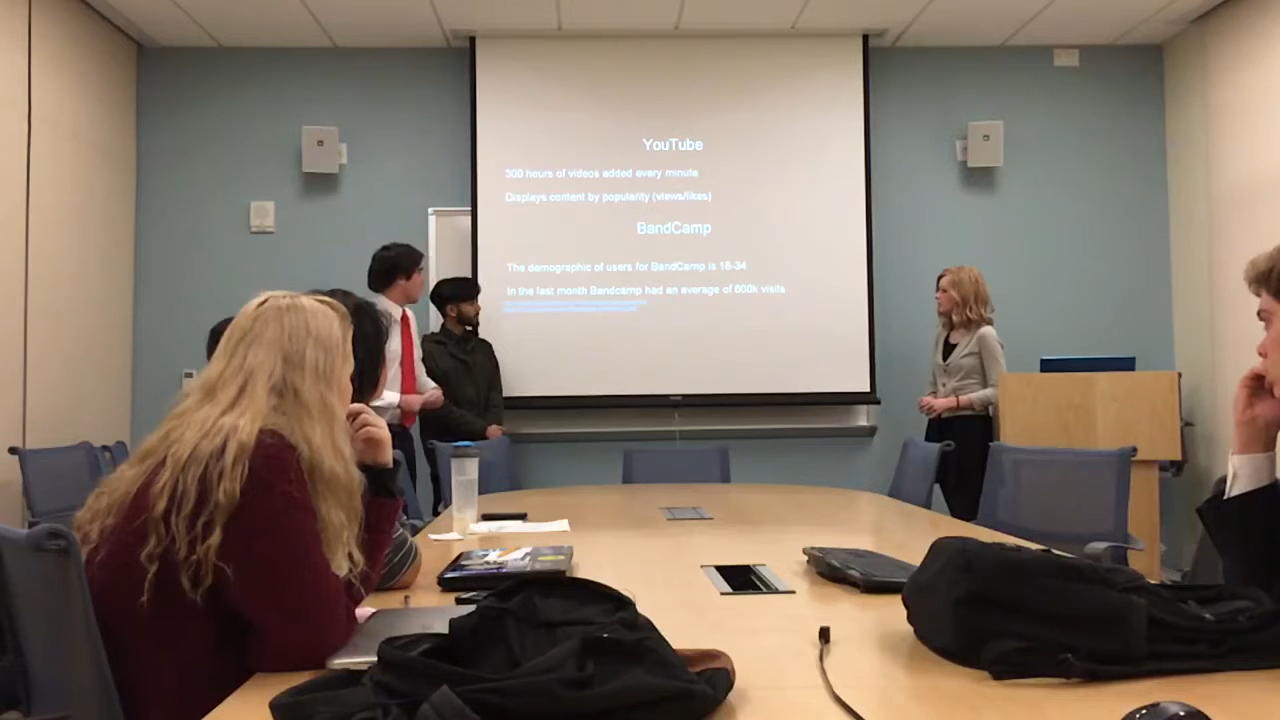 YouTube
300 hours of videos added every minute
Displays content by popularity (views/likes)
BandCamp
The demographic of users for BandCamp is 18-34
In the last month Bandcamp had an average of 600k visits